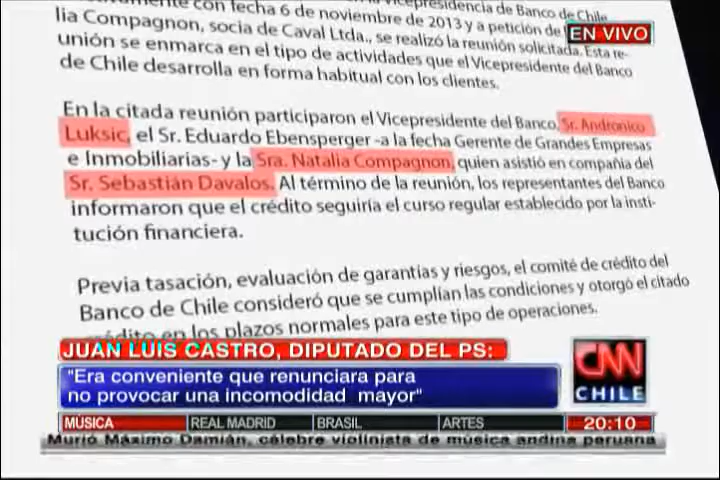 con fecha 6 de noviembre de 2013 y a petición de
lia Compagnon, socia de Caval Ltda., se realizó la reunión solicitada. Esta re-
EN VIVO
unión se enmarca en el tipo de actividades que el Vicepresidente del Banco
de Chile desarrolla en forma habitual con los clientes.
En la citada reunión participaron el Vicepresidente del Banco, Sr. Andronico
Luksic, el Sr. Eduardo Ebensperger -a la fecha Gerente de Grandes Empresas
e Inmobiliarias- y la Sra. Natalia Compagnon, quien asistió en compañia del
Sr. Sebastián Davalos. Al término de la reunión, los representantes del Banco
informaron que el crédito seguiría el curso regular establecido por la insti-
tución financiera.
Previa tasación, evaluación de garantías y riesgos, el comité de crédito del
Banco de Chile consideró que se cumplían las condiciones y otorgó el citado
crédito en los plazos normales para este tipo de operaciones.
JUAN LUIS CASTRO, DIPUTADO DEL PS:
"Era conveniente que renunciara para
no provocar una incomodidad mayor"
CNN
CHILE
MÚSICA REAL MADRID BRASIL ARTES 20:10
Murió Máximo Damián, célebre violinista de música andina peruana